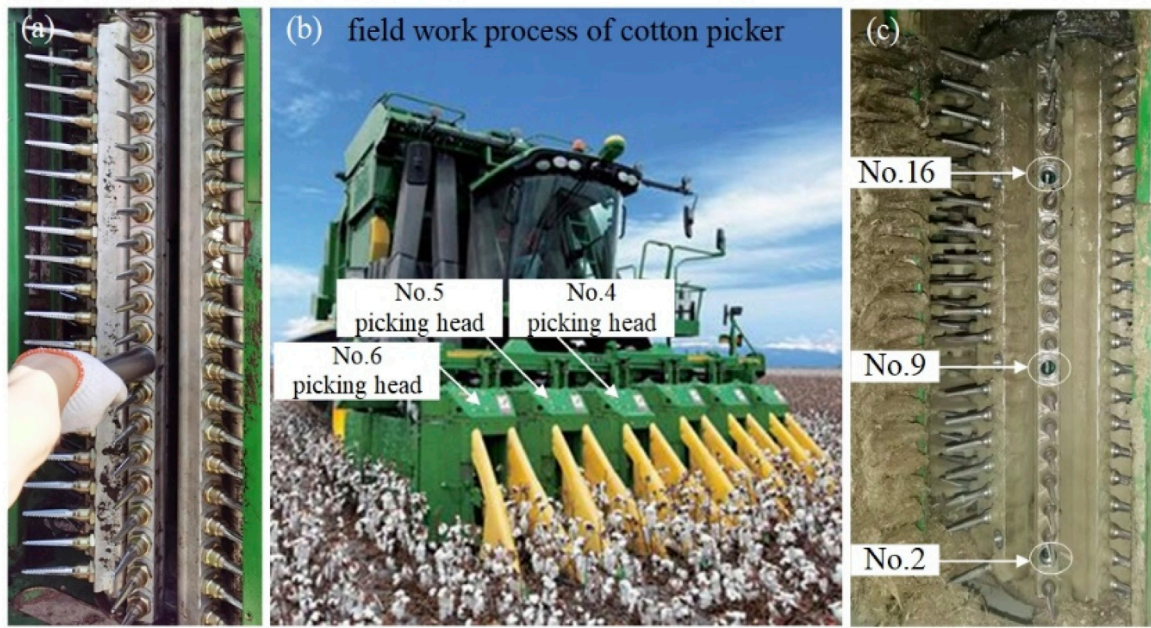 (a)
(b) field work process of cotton picker
No.5
picking head
No.4
picking head
No.6
picking head
(c)
No.16
No.9
No.2